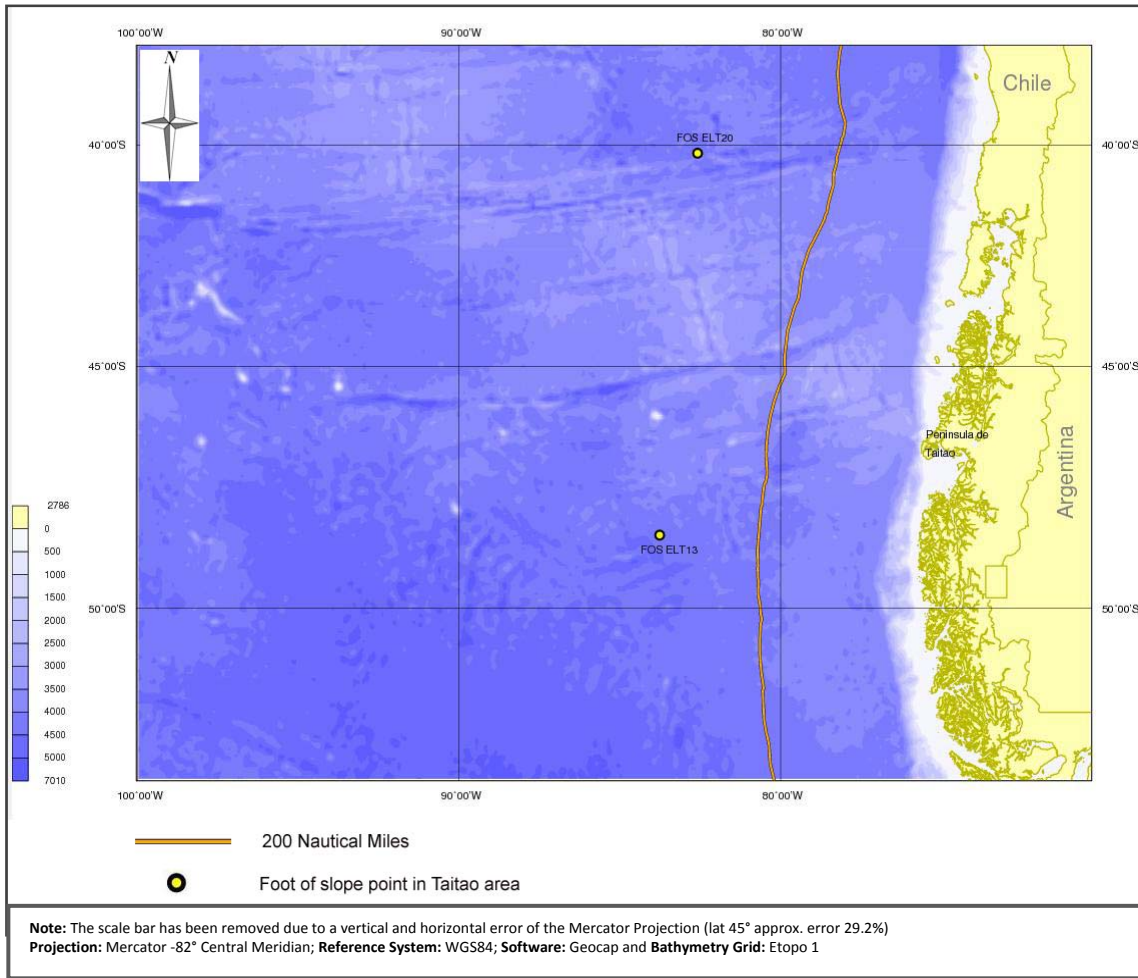 100°00'W 90°00'W 80°00'W
N
Chile
FOS ELT20
40°00'S 40°00'S
45°00'S 45°00'S
Península de
Taitao
Argentina
2786
0
500
1000
1500
2000
2500
3000
3500
4000
4500
5000
7010
FOS ELT13
50°00'S 50°00'S
100°00'W 90°00'W 80°00'W
200 Nautical Miles
Foot of slope point in Taitao area
Note: The scale bar has been removed due to a vertical and horizontal error of the Mercator Projection (lat 45° approx. error 29.2%)
Projection: Mercator -82° Central Meridian; Reference System: WGS84; Software: Geocap and Bathymetry Grid: Etopo 1